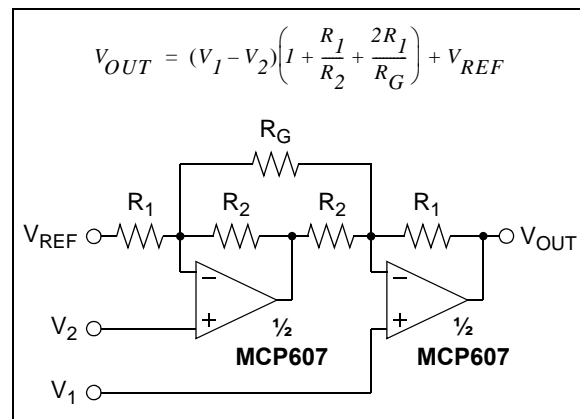 V_OUT = (V_1 – V_2)(1 + R_1/R_2 + 2R_1/R_G) + V_REF
R_G
R_1 R_2 R_2 R_1
V_REF V_OUT
– –
+ +
V_2 ½ ½
MCP607 MCP607
V_1